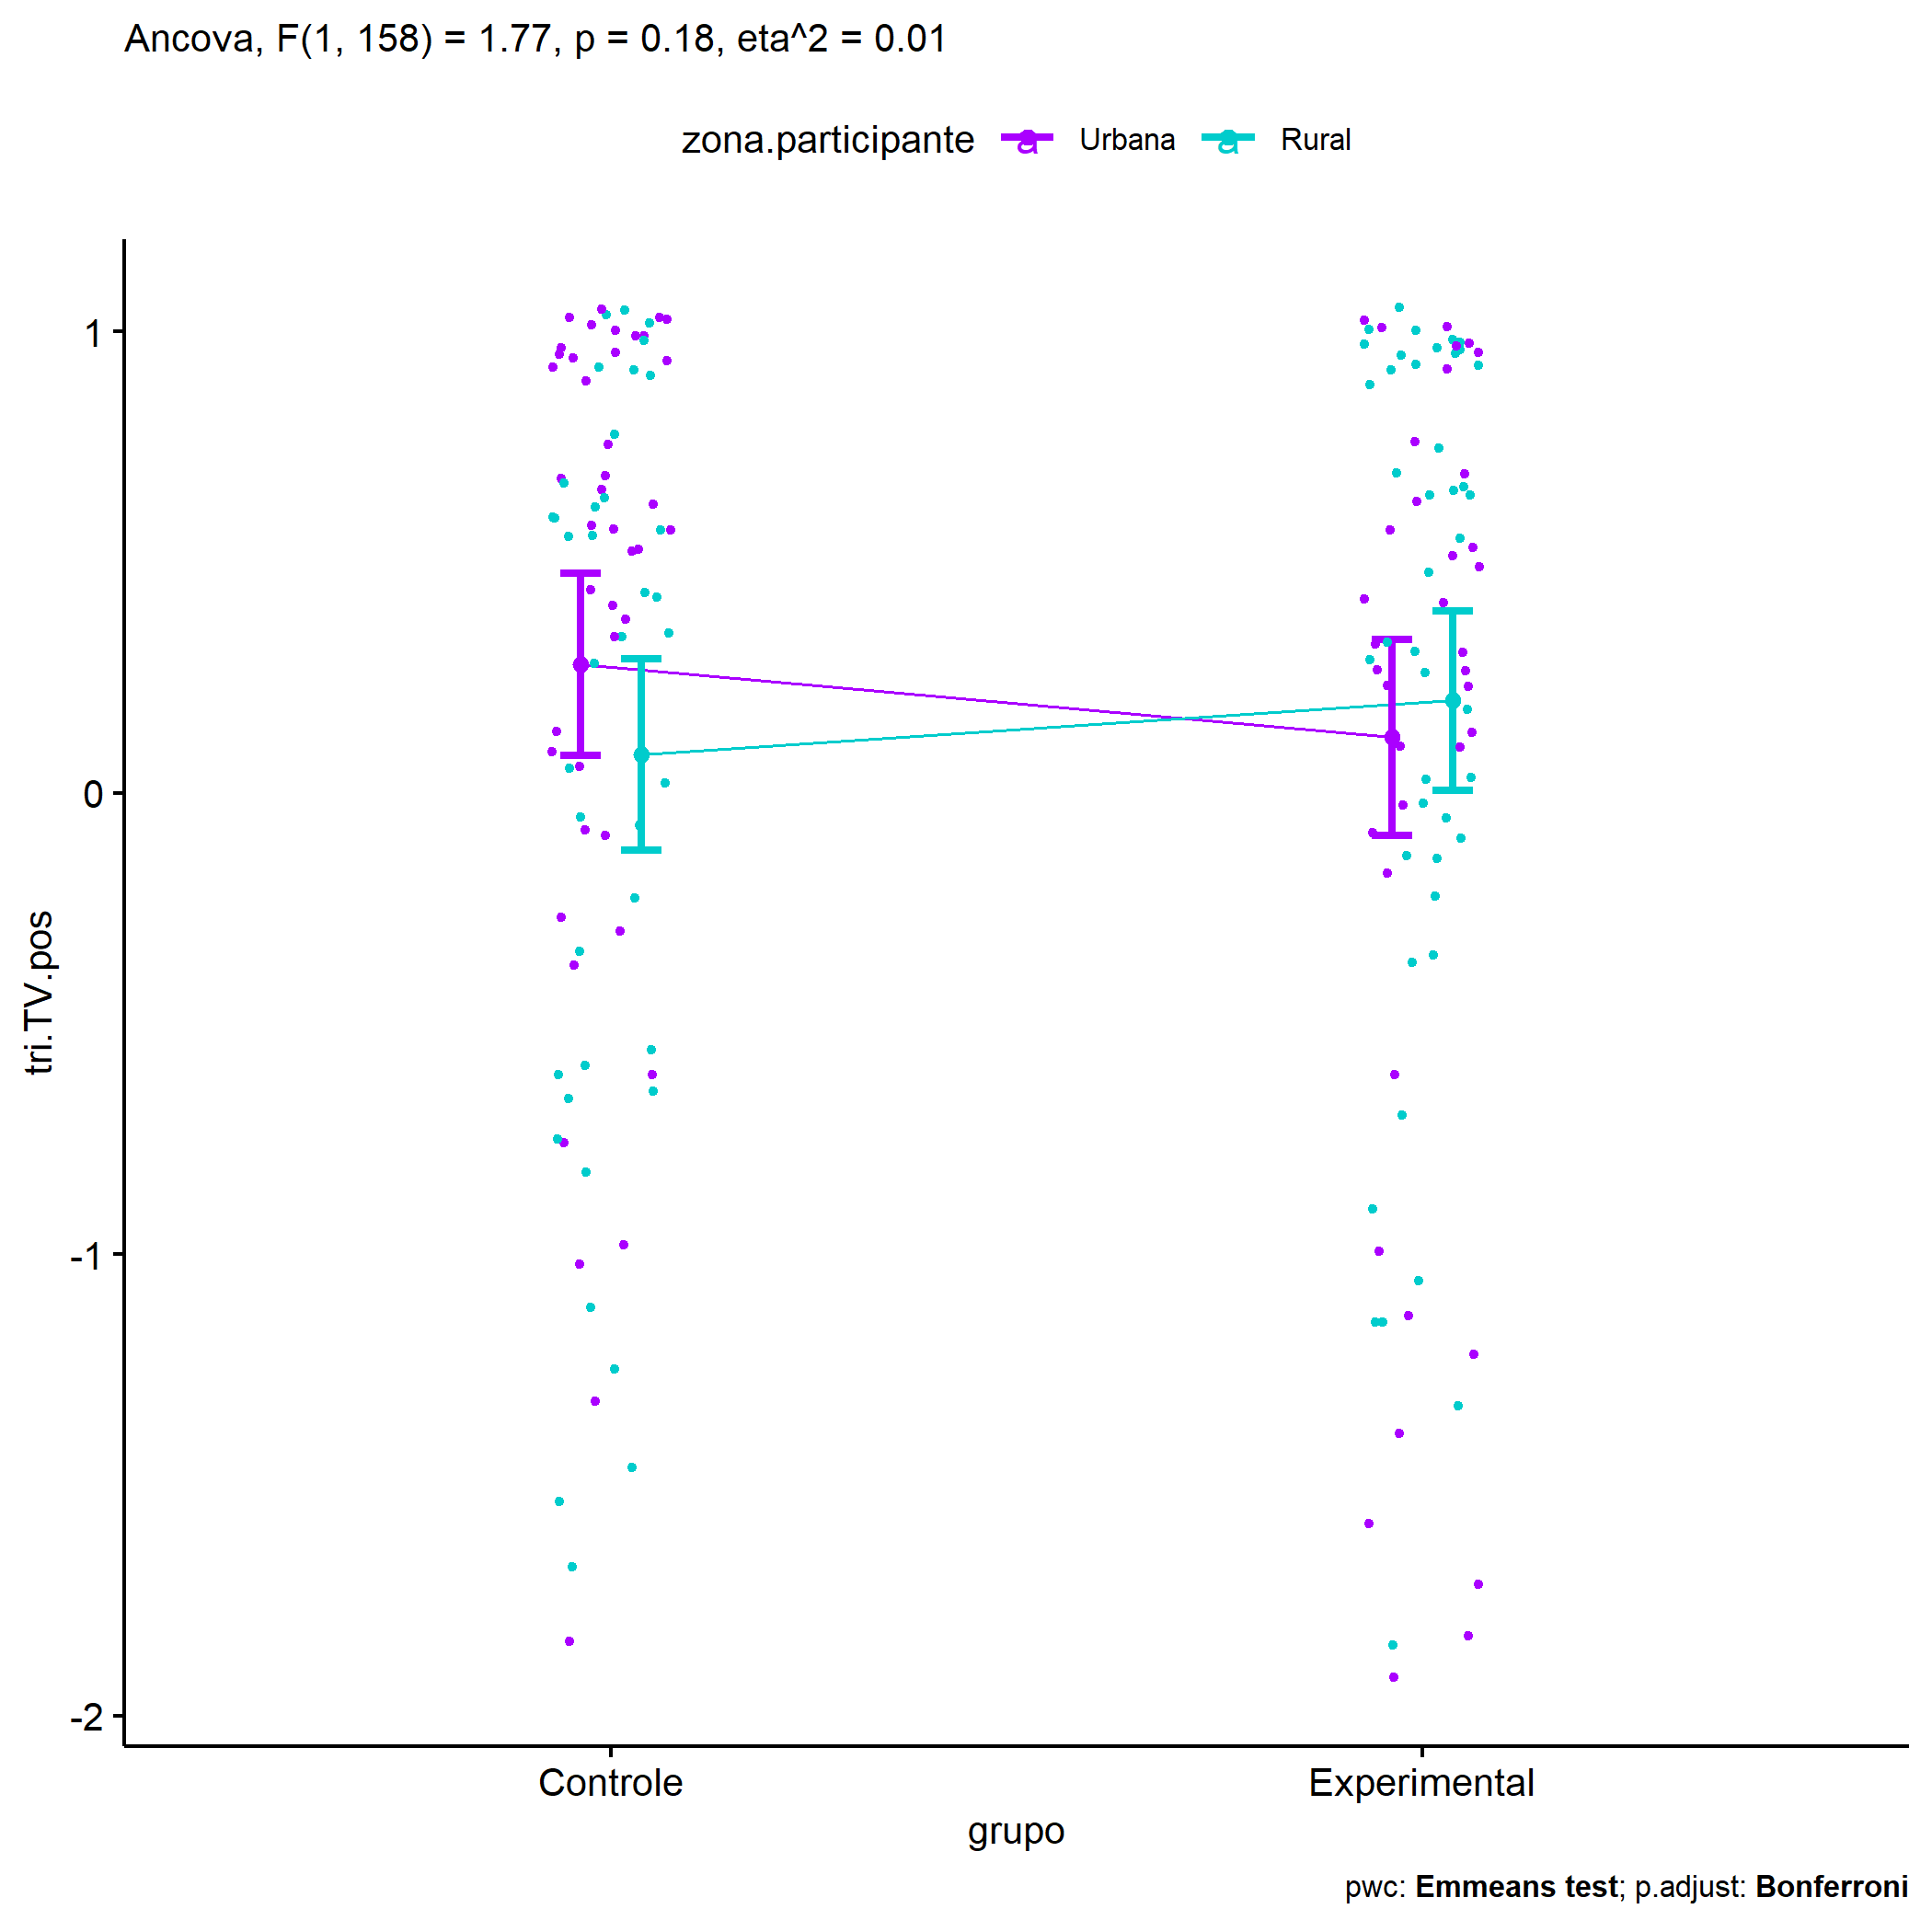 Ancova, F(1, 158) = 1.77, p = 0.18, eta^2 = 0.01
zona.participante a Urbana a Rural
1
0
-1
-2
tri.TV.pos
Controle Experimental
grupo
pwc: Emmeans test; p.adjust: Bonferroni